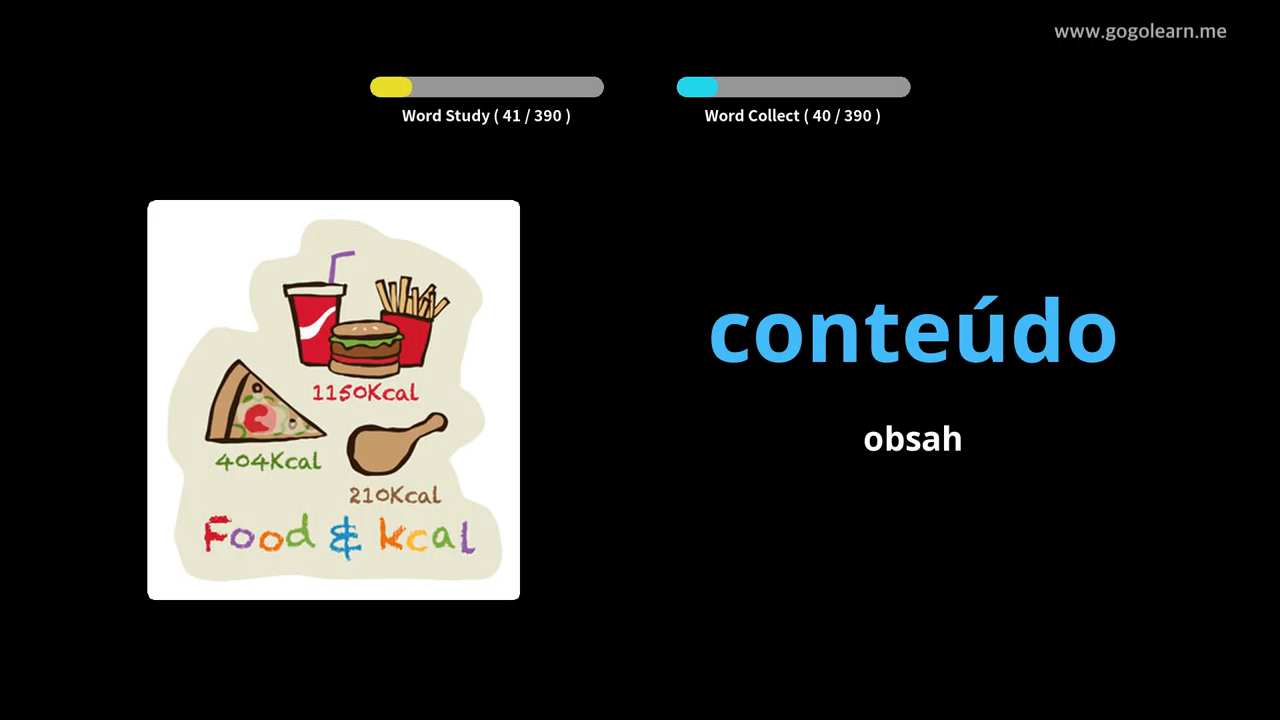 www.gogolearn.me
Word Study ( 41 / 390 )
Word Collect ( 40 / 390 )
1150Kcal
404Kcal
210Kcal
Food & kcal
conteúdo
obsah